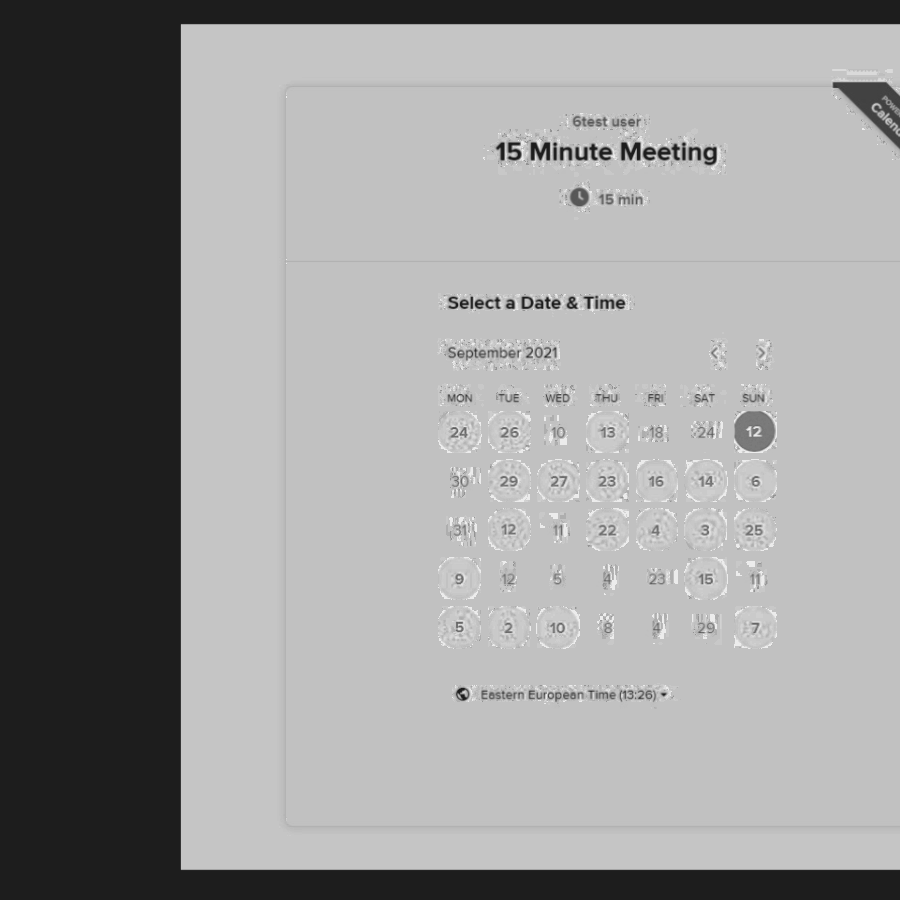 6test user
15 Minute Meeting
15 min
Select a Date & Time
September 2021
MON TUE WED THU FRI SAT SUN
24 26 10 13 18 24 12
30 29 27 23 16 14 6
31 12 11 22 4 3 25
9 12 5 4 23 15 11
5 2 10 8 4 29 7
Eastern European Time (13:26)